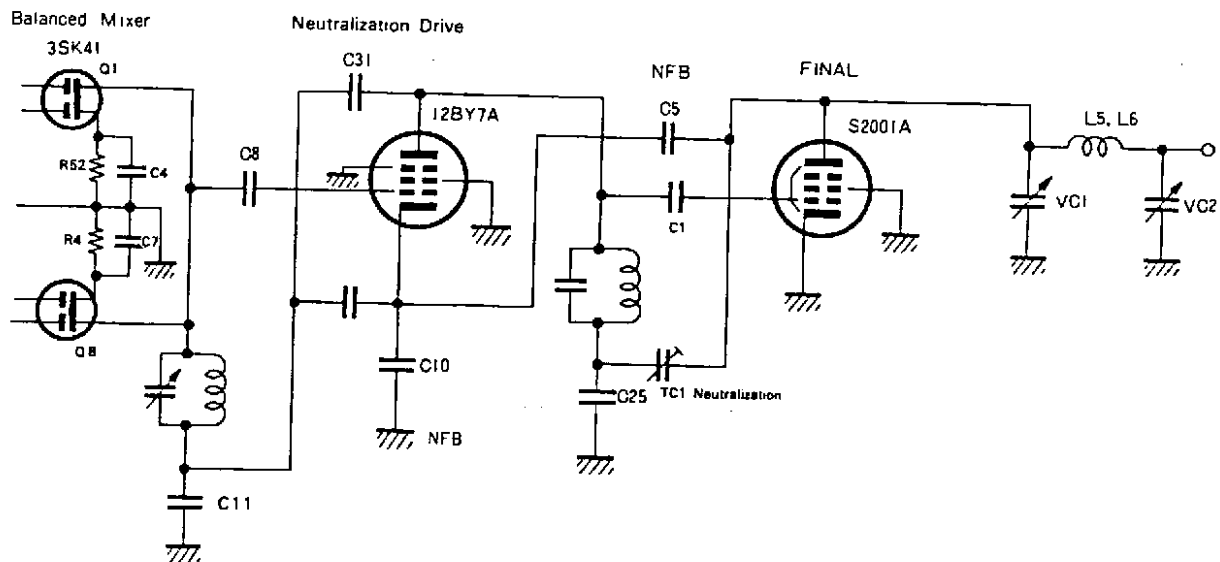 Balanced Mixer
3SK41
Q1
Neutralization Drive
C31
12BY7A
NFB
C5
FINAL
S2001A
L5, L6
R52
C4
C8
C1
VC1
VC2
R4
C7
Q8
C10
C25
TC1 Neutralization
NFB
C11